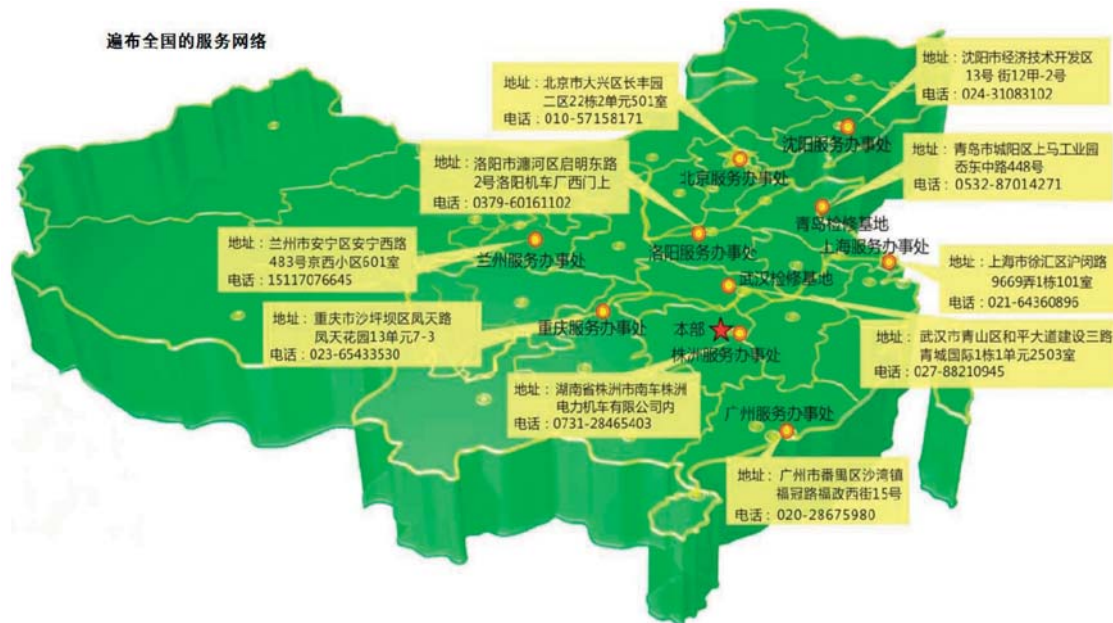 遍布全国的服务网络
地址：沈阳市经济技术开发区
13号 街12甲-2号
电话：024-31083102
地址：北京市大兴区长丰园
二区22栋2单元501室
电话：010-57158171
沈阳服务办事处
地址：青岛市城阳区上马工业园
岙东中路448号
电话：0532-87014271
地址：洛阳市瀍河区启明东路
2号洛阳机车厂西门上
电话：0379-60161102
北京服务办事处
青岛检修基地
地址：兰州市安宁区安宁西路
483号京西小区601室
电话：15117076645
兰州服务办事处
洛阳服务办事处
上海服务办事处
地址：上海市徐汇区沪闵路
9669弄1栋101室
电话：021-64360896
武汉检修基地
地址：重庆市沙坪坝区凤天路
凤天花园13单元7-3
电话：023-65433530
重庆服务办事处
本部
株洲服务办事处
地址：武汉市青山区和平大道建设三路
青城国际1栋1单元2503室
电话:027-88210945
地址：湖南省株洲市南车株洲
电力机车有限公司内
电话：0731-28465403
广州服务办事处
地址：广州市番禺区沙湾镇
福冠路福政西街15号
电话：020-28675980